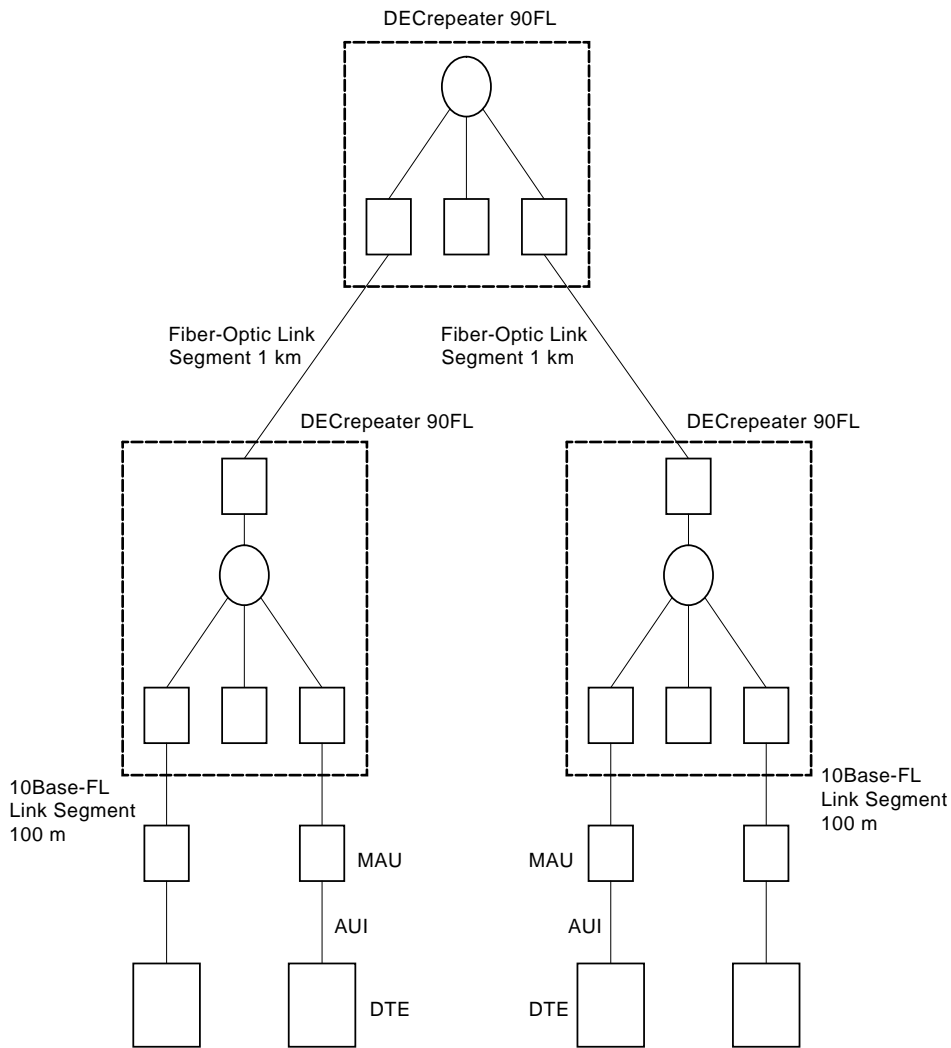 DECrepeater 90FL
Fiber-Optic Link
Segment 1 km
Fiber-Optic Link
Segment 1 km
DECrepeater 90FL
DECrepeater 90FL
10Base-FL
Link Segment
100 m
10Base-FL
Link Segment
100 m
MAU
MAU
AUI
AUI
DTE
DTE